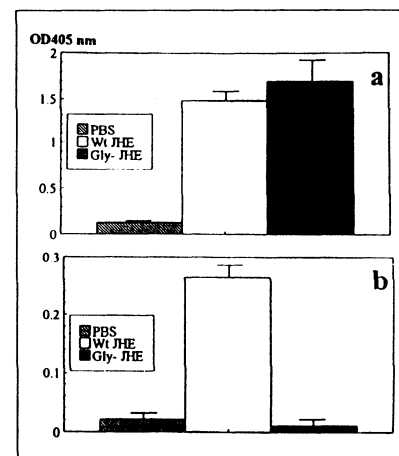 OD405 nm
a
2
1.5
1
0.5
0
PBS
Wt JHE
Gly- JHE
b
0.3
0.2
0.1
0
PBS
Wt JHE
Gly- JHE